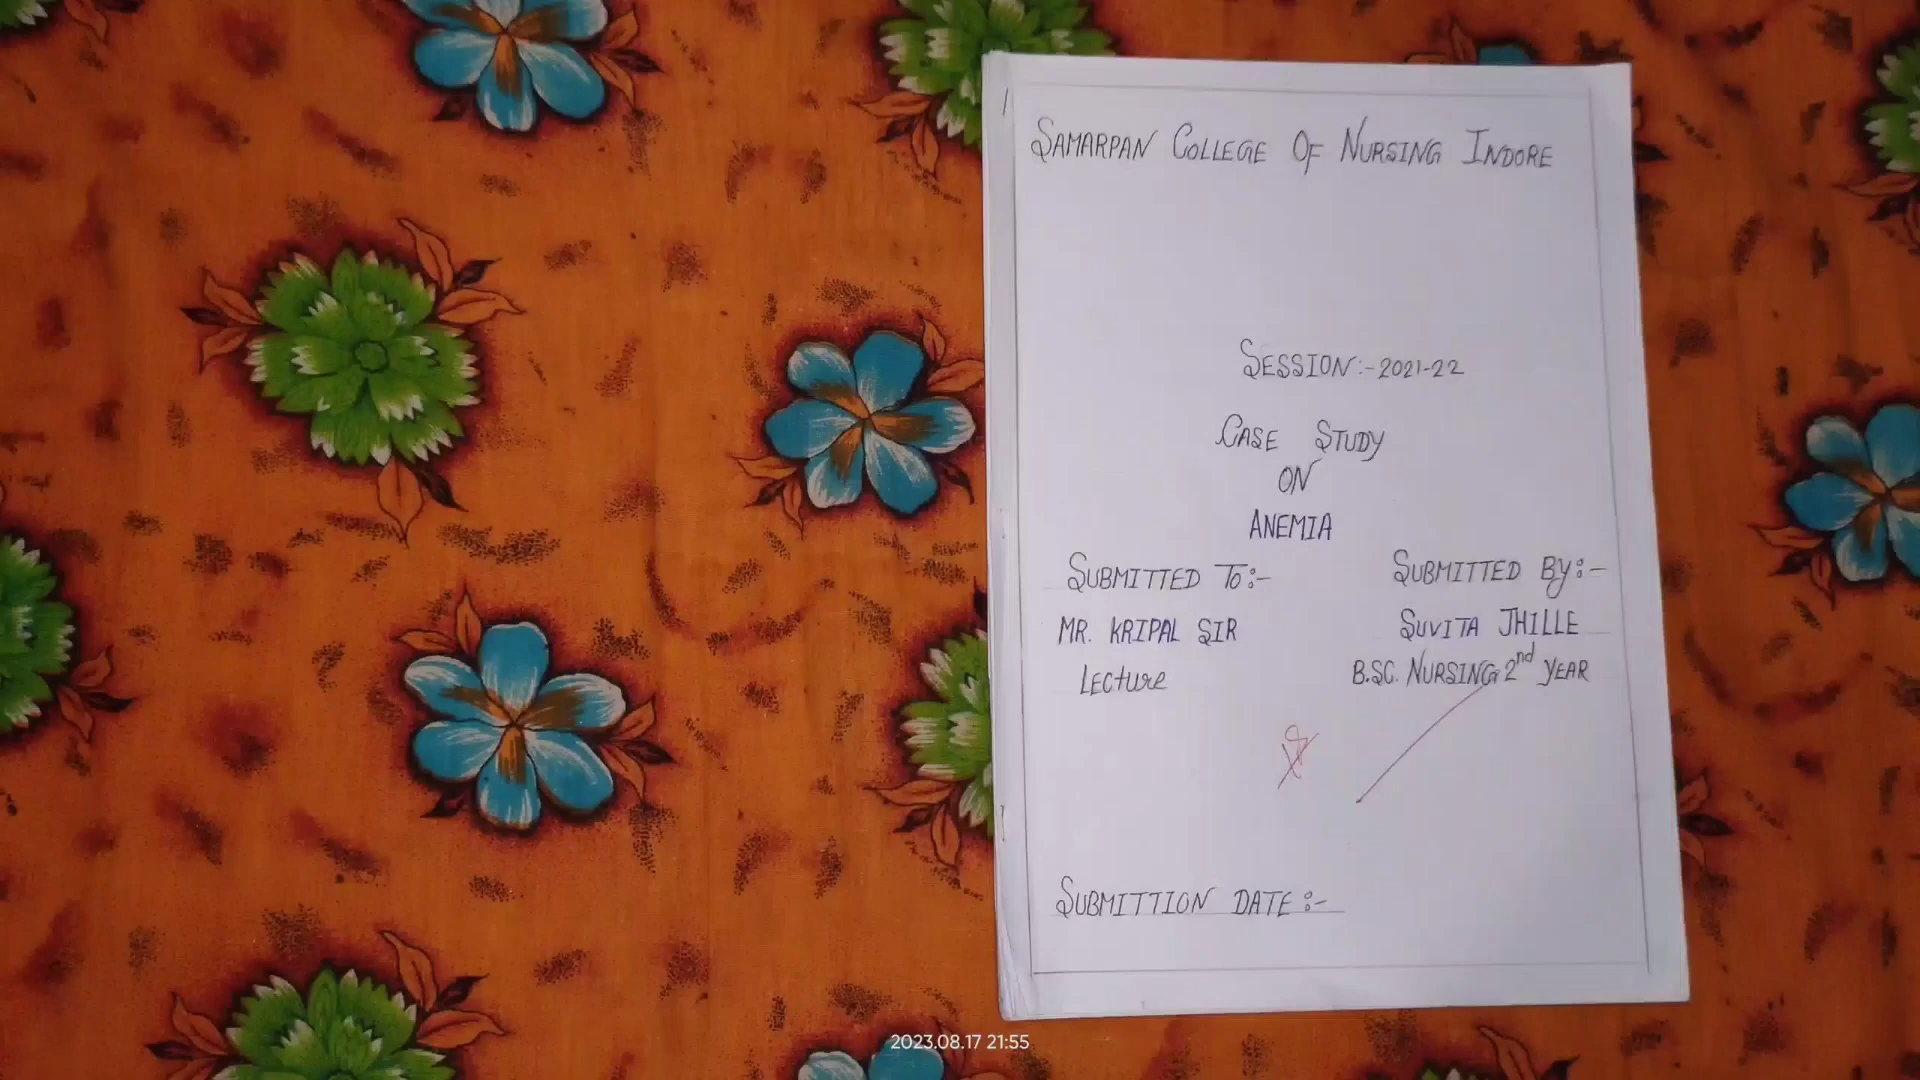 SAMARPAN COLLEGE OF NURSING INDORE
SESSION:-2021-22
CASE STUDY
ON
ANEMIA
SUBMITTED TO:-
MR. KRIPAL SIR
LECTURE
SUBMITTED BY:-
SUVITA JHILLE
B.SC. NURSING 2nd YEAR
SUBMITTION DATE:-
2023.08.17 21:55